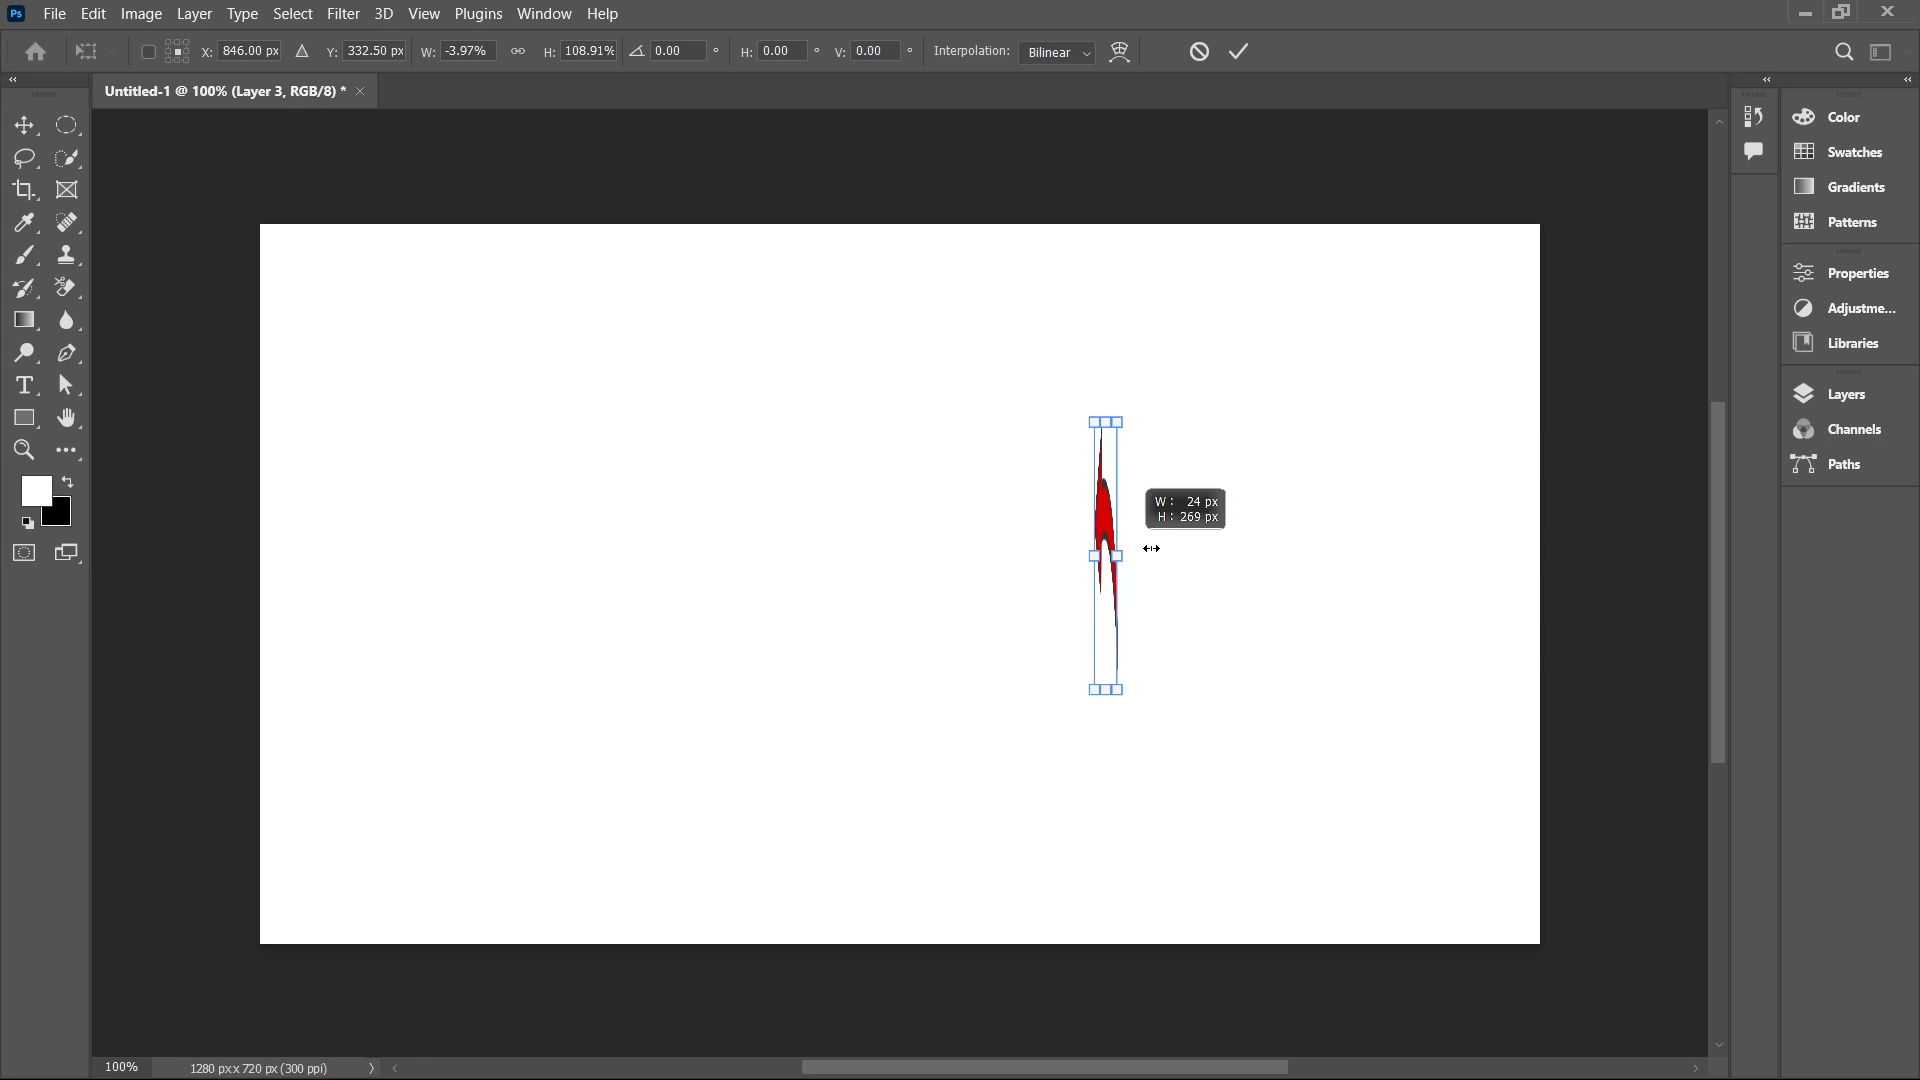 Ps File Edit Image Layer Type Select Filter 3D View Plugins Window Help
X: 846.00 px Y: 332.50 px W: -3.97% H: 108.91% 0.00 ° H: 0.00 ° V: 0.00 ° Interpolation: Bilinear
Untitled-1 @ 100% (Layer 3, RGB/8) *
Color
Swatches
Gradients
Patterns
Properties
Adjustme...
Libraries
Layers
Channels
Paths
W: 24 px
H: 269 px
100% 1280 px x 720 px (300 ppi)